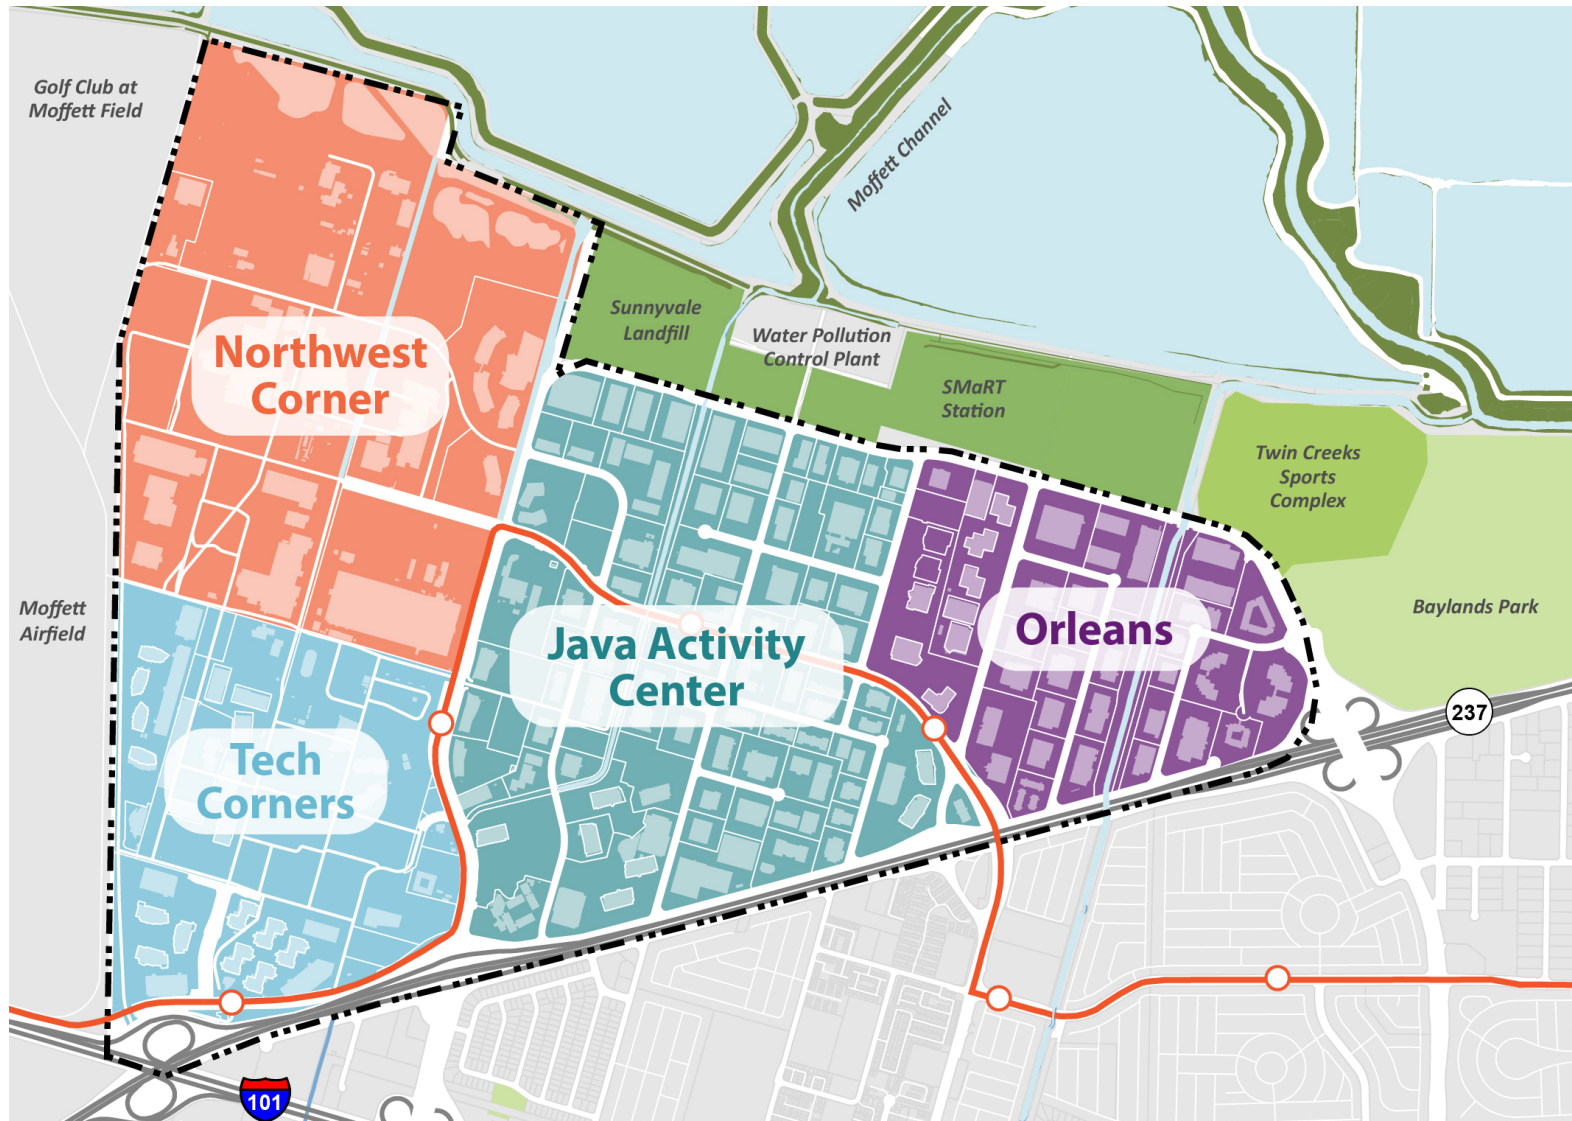 Golf Club at
Moffett Field
Moffett Channel
Sunnyvale
Landfill
Water Pollution
Control Plant
SMaRT
Station
Northwest
Corner
Twin Creeks
Sports
Complex
Moffett
Airfield
Baylands Park
Java Activity
Center
Orleans
237
Tech
Corners
101